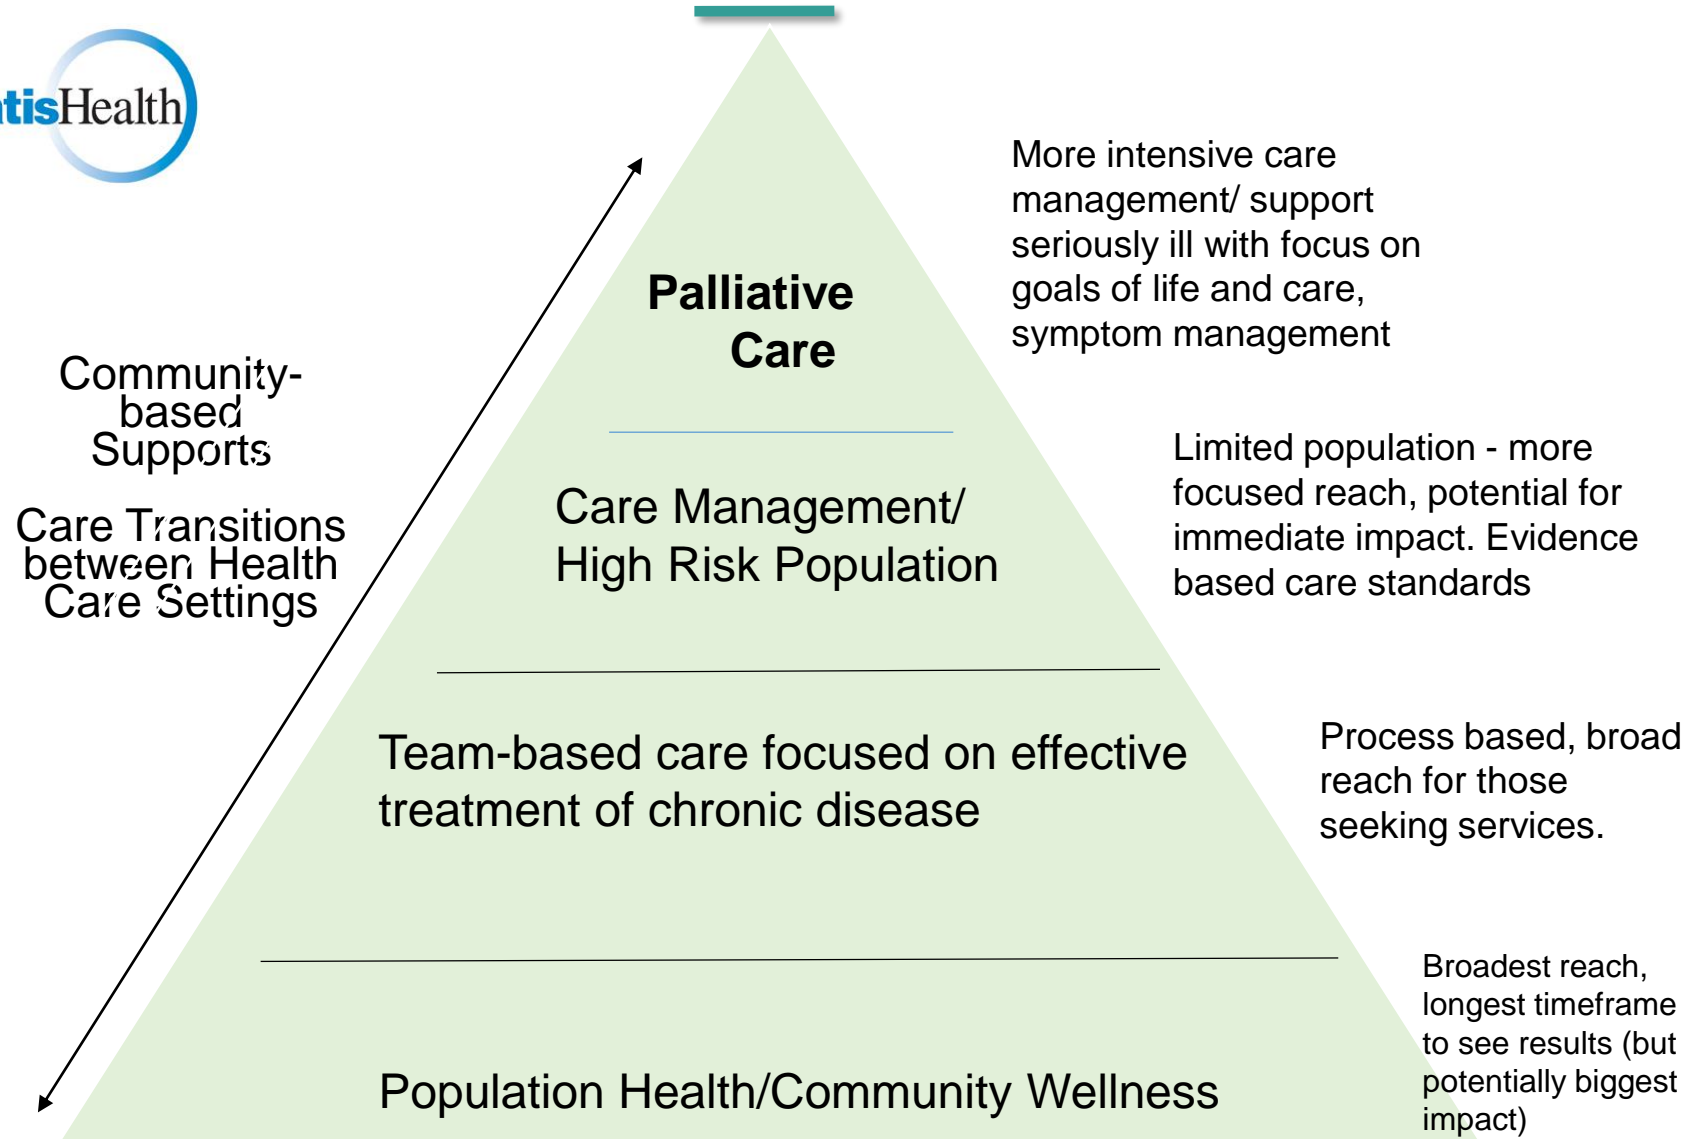 tisHealth
More intensive care
management/ support
seriously ill with focus on
goals of life and care,
symptom management
Palliative
Care
Community-
based
Supports
Care Transitions
between Health
Care Settings
Care Management/
High Risk Population
Limited population - more
focused reach, potential for
immediate impact. Evidence
based care standards
Team-based care focused on effective
treatment of chronic disease
Process based, broad
reach for those
seeking services.
Population Health/Community Wellness
Broadest reach,
longest timeframe
to see results (but
potentially biggest
impact)